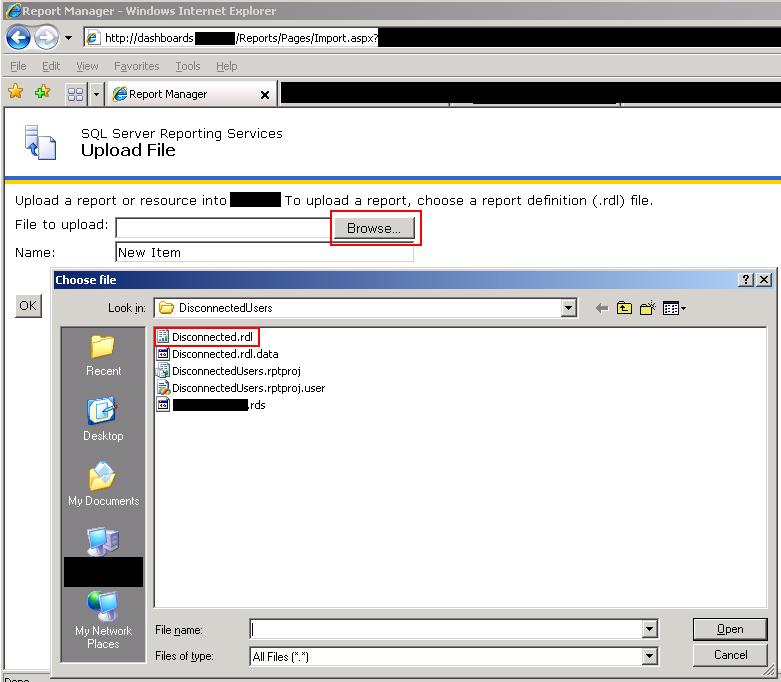 Report Manager - Windows Internet Explorer
http://dashboards /Reports/Pages/Import.aspx?
File Edit View Favorites Tools Help
Report Manager
SQL Server Reporting Services
Upload File
Upload a report or resource into To upload a report, choose a report definition (.rdl) file.
File to upload: Browse...
Name: New Item
OK
Choose file
Look in: DisconnectedUsers
Disconnected.rdl
Disconnected.rdl.data
DisconnectedUsers.rptproj
DisconnectedUsers.rptproj.user
.rds
Recent
Desktop
My Documents
My Network
Places
File name: Open
Files of type: All Files (*.*) Cancel
Done